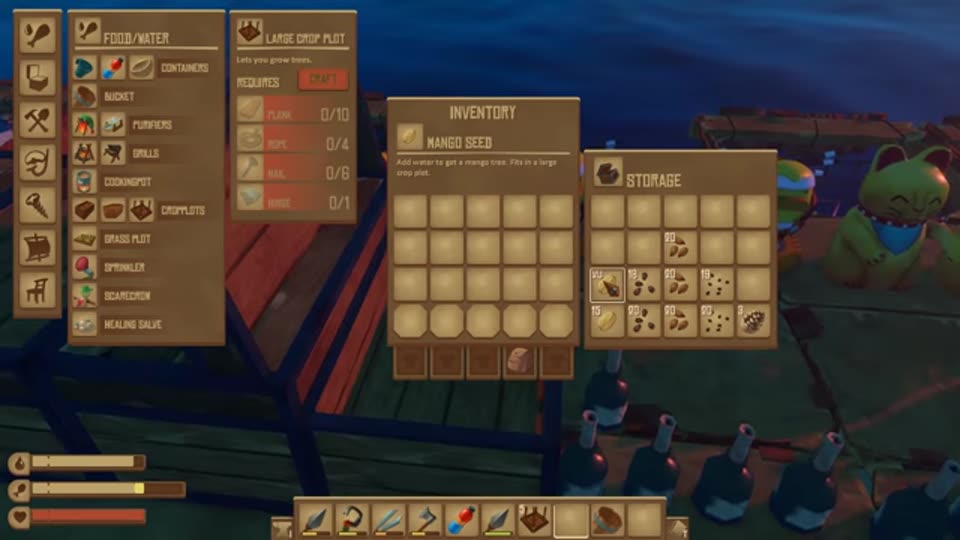 FOOD/WATER
CONTAINERS
BUCKET
PURIFIERS
GRILLS
COOKINGPOT
CROPPLOTS
GRASS PLOT
SPRINKLER
SCARECROW
HEALING SALVE
LARGE CROP PLOT
Lets you grow trees.
REQUIRES
CRAFT
PLANK 0/10
ROPE 0/4
NAIL 0/6
HINGE 0/1
INVENTORY
MANGO SEED
Add water to get a mango tree. Fits in a large
crop plot.
STORAGE
20
20 18 20 19
15 20 20 20 3